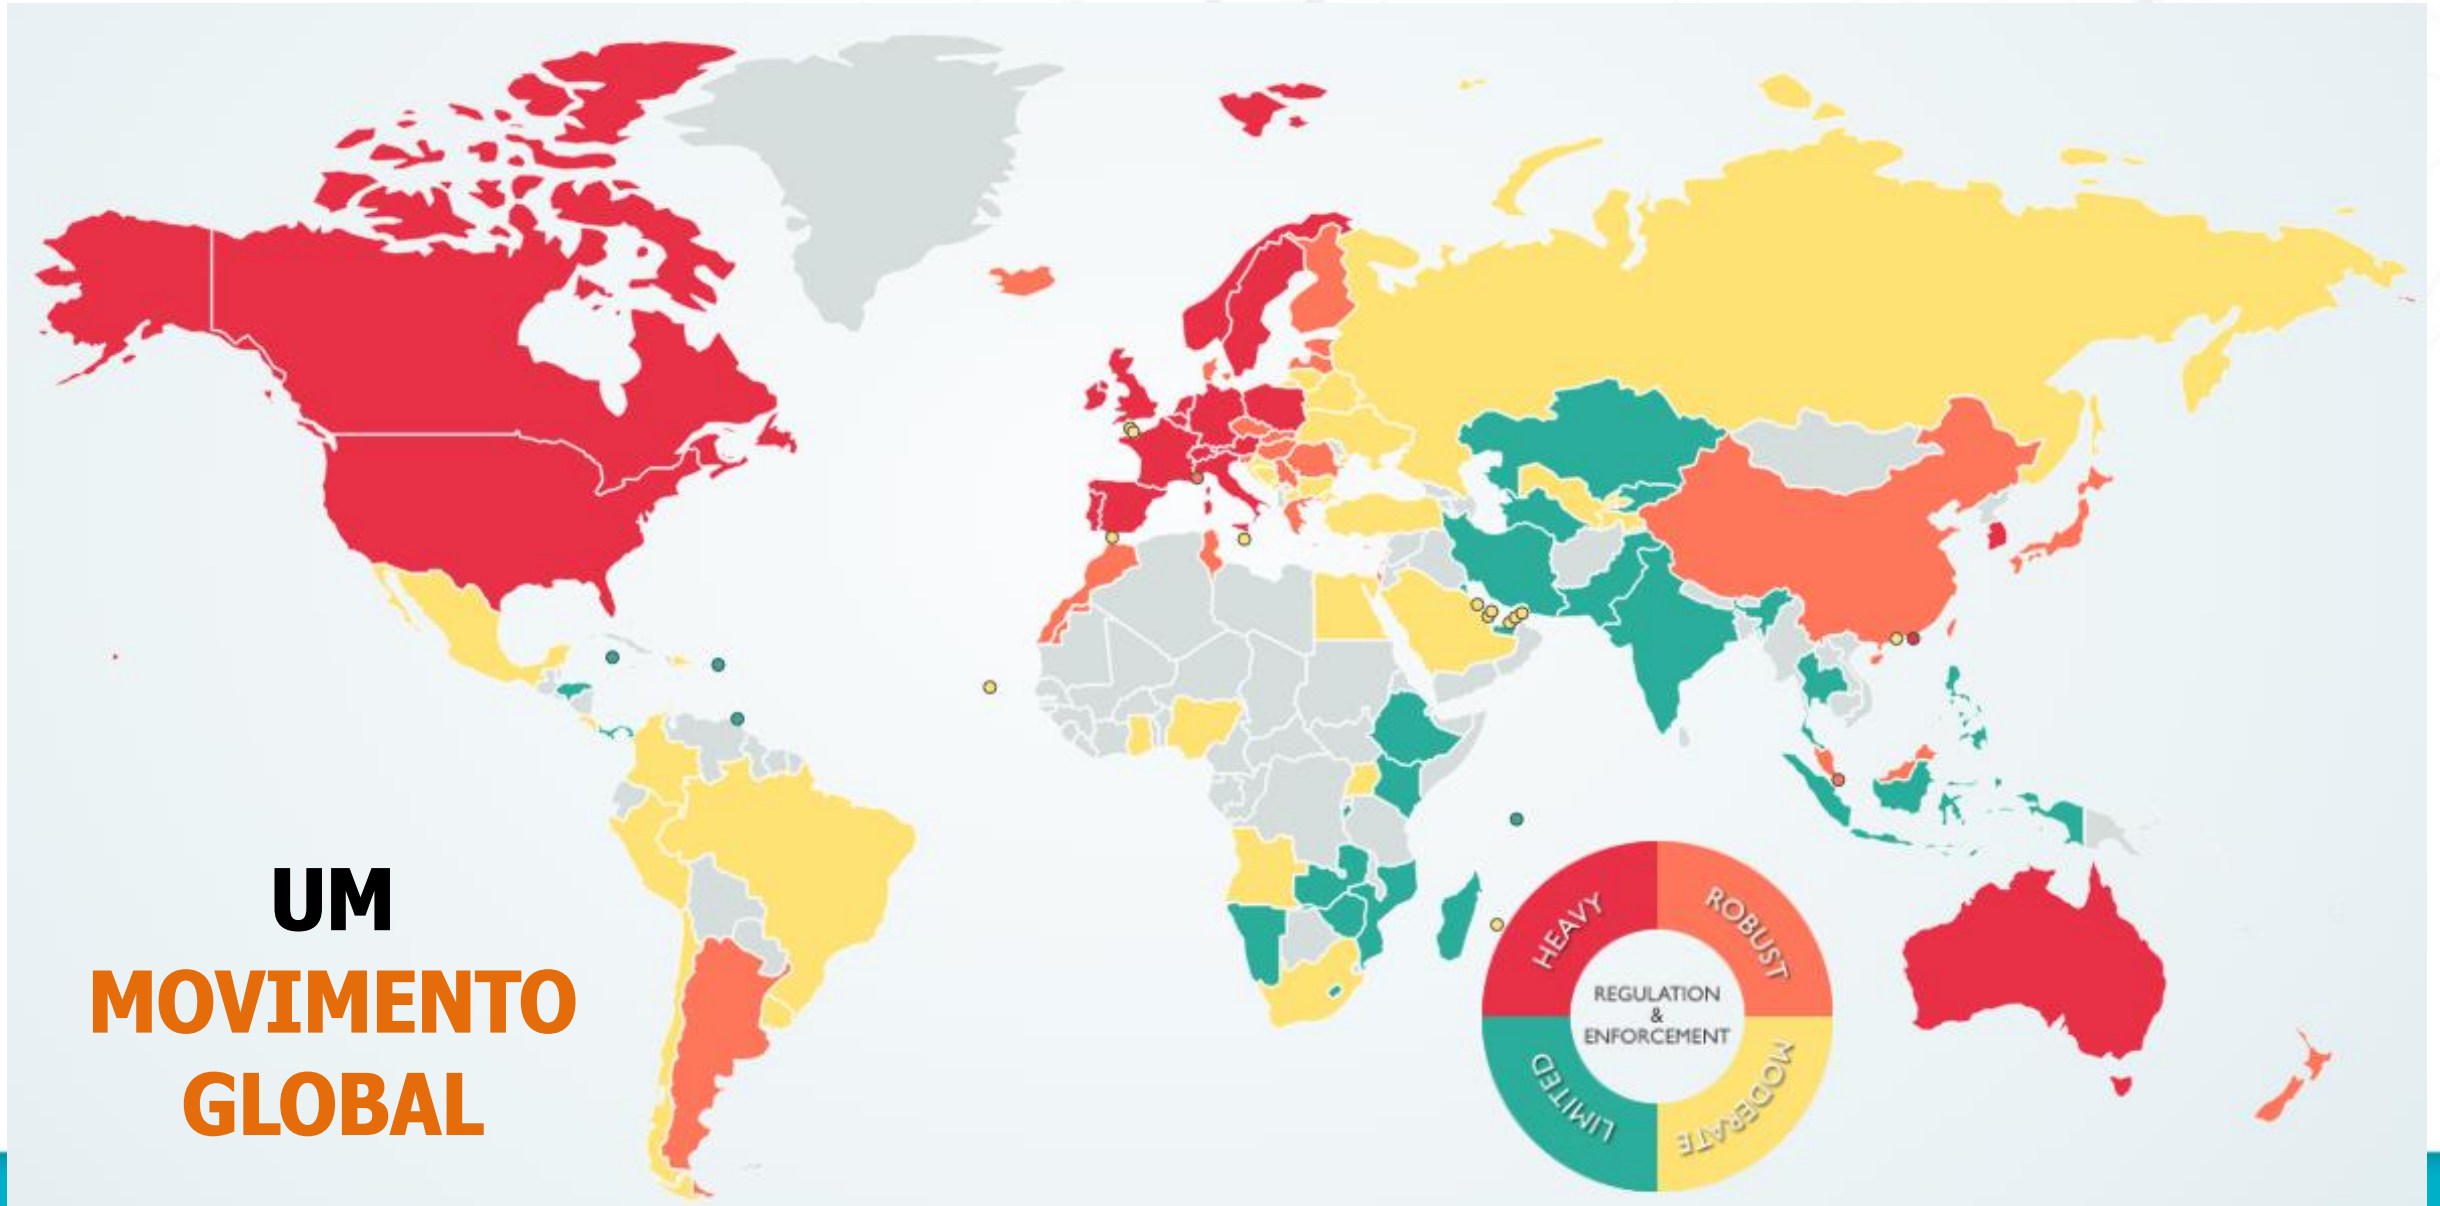 UM
MOVIMENTO
GLOBAL
HEAVY
ROBUST
REGULATION
&
ENFORCEMENT
LIMITED
MODERATE